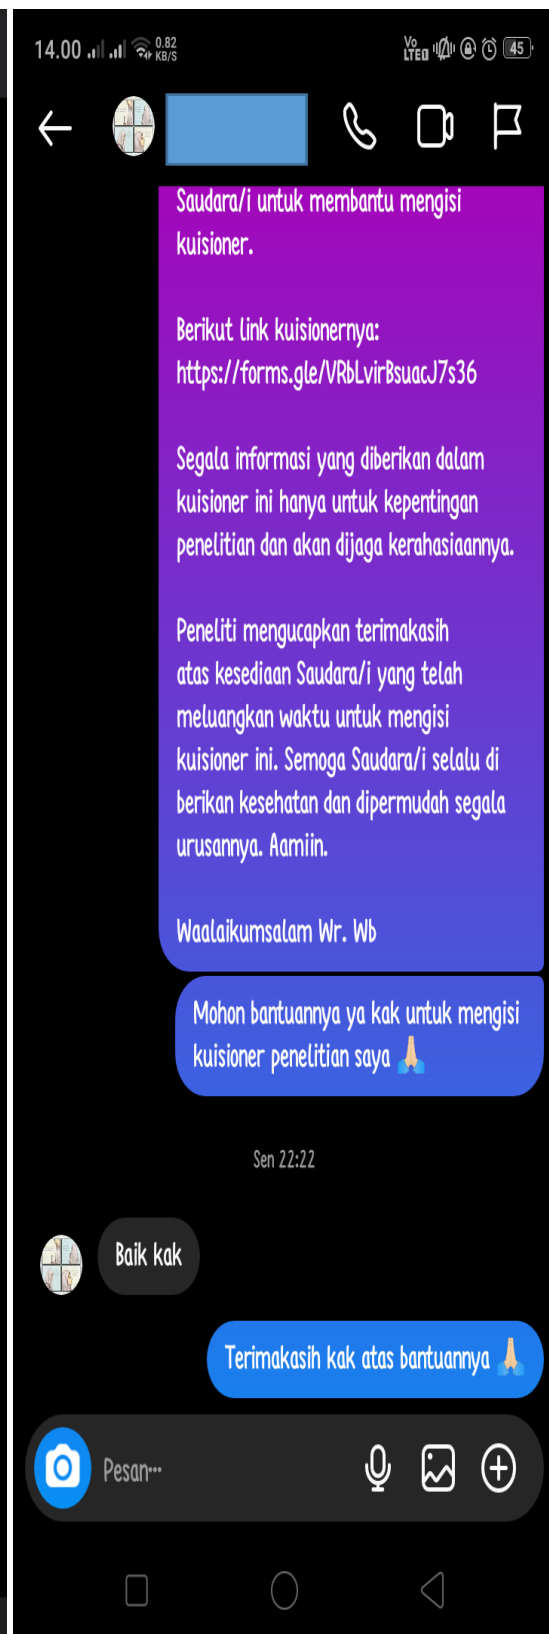 14.00 0.82 KB/S Vo LTE 45
Saudara/i untuk membantu mengisi
kuisioner.
Berikut link kuisionernya:
https://forms.gle/VRbLvirBsuacJ7s36
Segala informasi yang diberikan dalam
kuisioner ini hanya untuk kepentingan
penelitian dan akan dijaga kerahasiaannya.
Peneliti mengucapkan terimakasih
atas kesediaan Saudara/i yang telah
meluangkan waktu untuk mengisi
kuisioner ini. Semoga Saudara/i selalu di
berikan kesehatan dan dipermudah segala
urusannya. Aamiin.
Waalaikumsalam Wr. Wb
Mohon bantuannya ya kak untuk mengisi
kuisioner penelitian saya 🙏🏻
Sen 22:22
Baik kak
Terimakasih kak atas bantuannya 🙏🏻
Pesan...